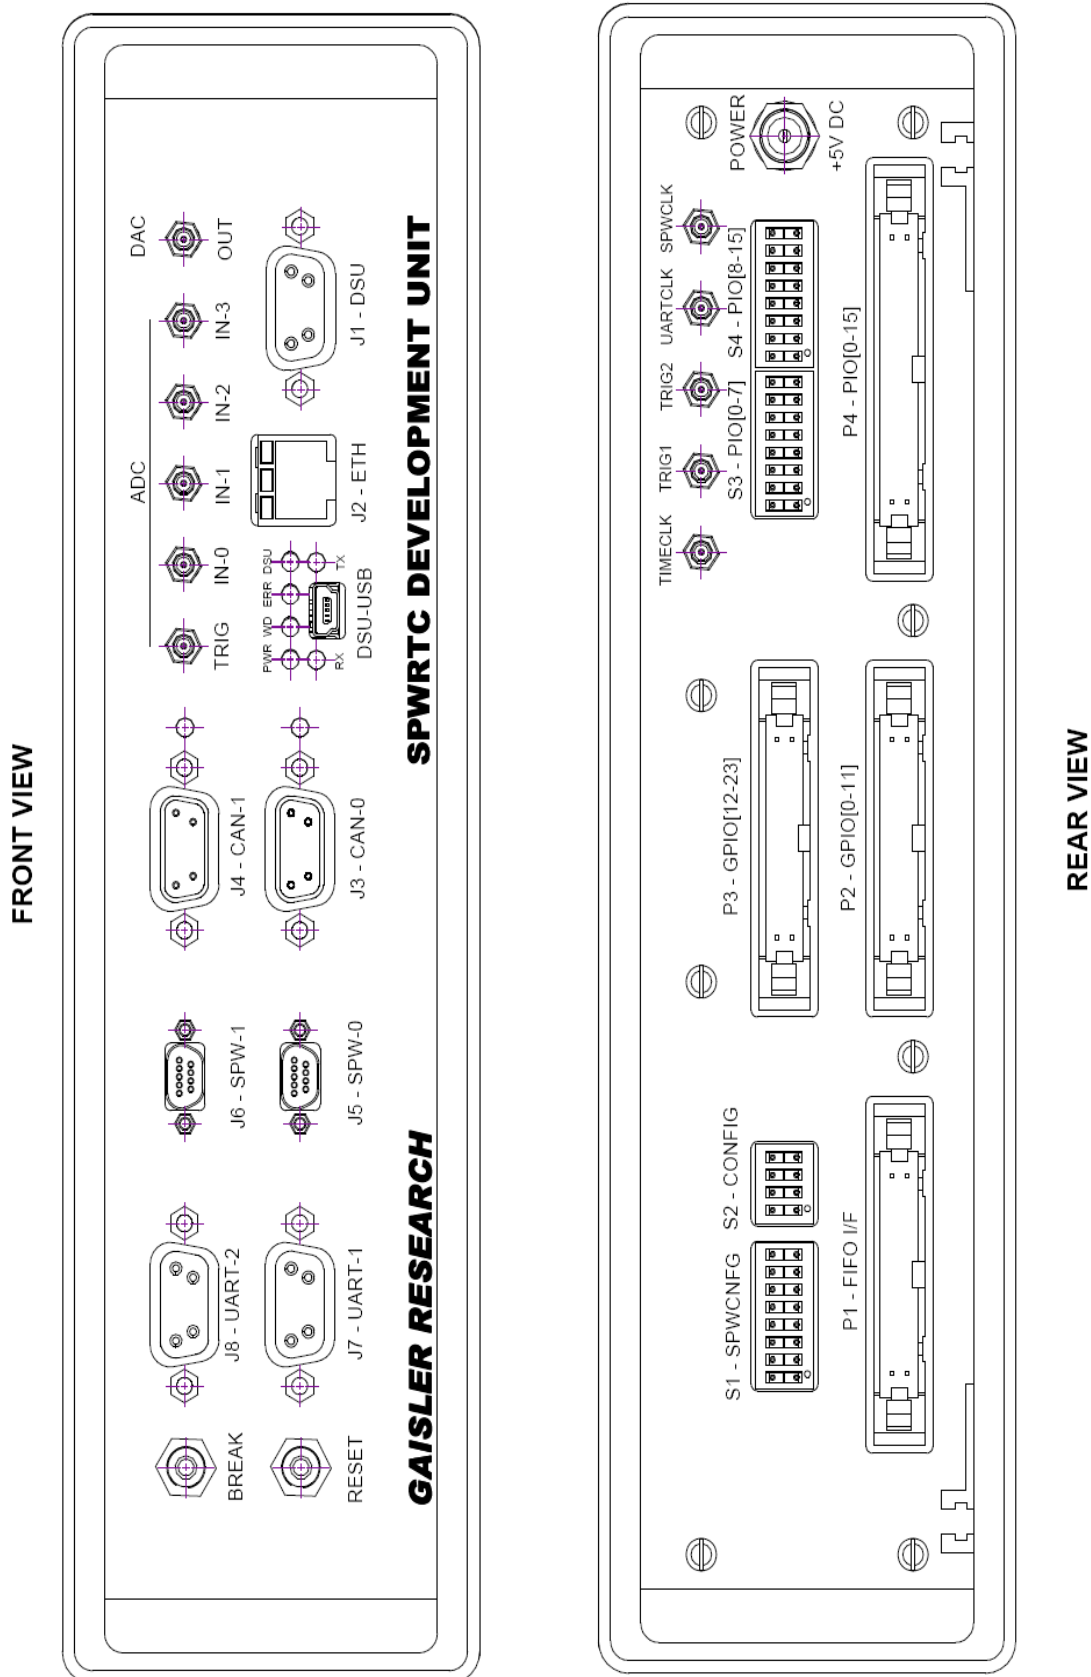 FRONT VIEW
DAC
OUT
ADC
IN-3
IN-2
IN-1
IN-0
TRIG
J1 - DSU
J2 - ETH
PWR WD ERR DSU
RX
TX
DSU-USB
J4 - CAN-1
J3 - CAN-0
J6 - SPW-1
J5 - SPW-0
J8 - UART-2
J7 - UART-1
BREAK
RESET
GAISLER RESEARCH
SPWRTC DEVELOPMENT UNIT
REAR VIEW
POWER
+5V DC
SPWCLK
UARTCLK
TRIG2
TRIG1
TIMECLK
S4 - PIO[8-15]
S3 - PIO[0-7]
P4 - PIO[0-15]
P3 - GPIO[12-23]
P2 - GPIO[0-11]
S2 - CONFIG
S1 - SPWCNFG
P1 - FIFO I/F